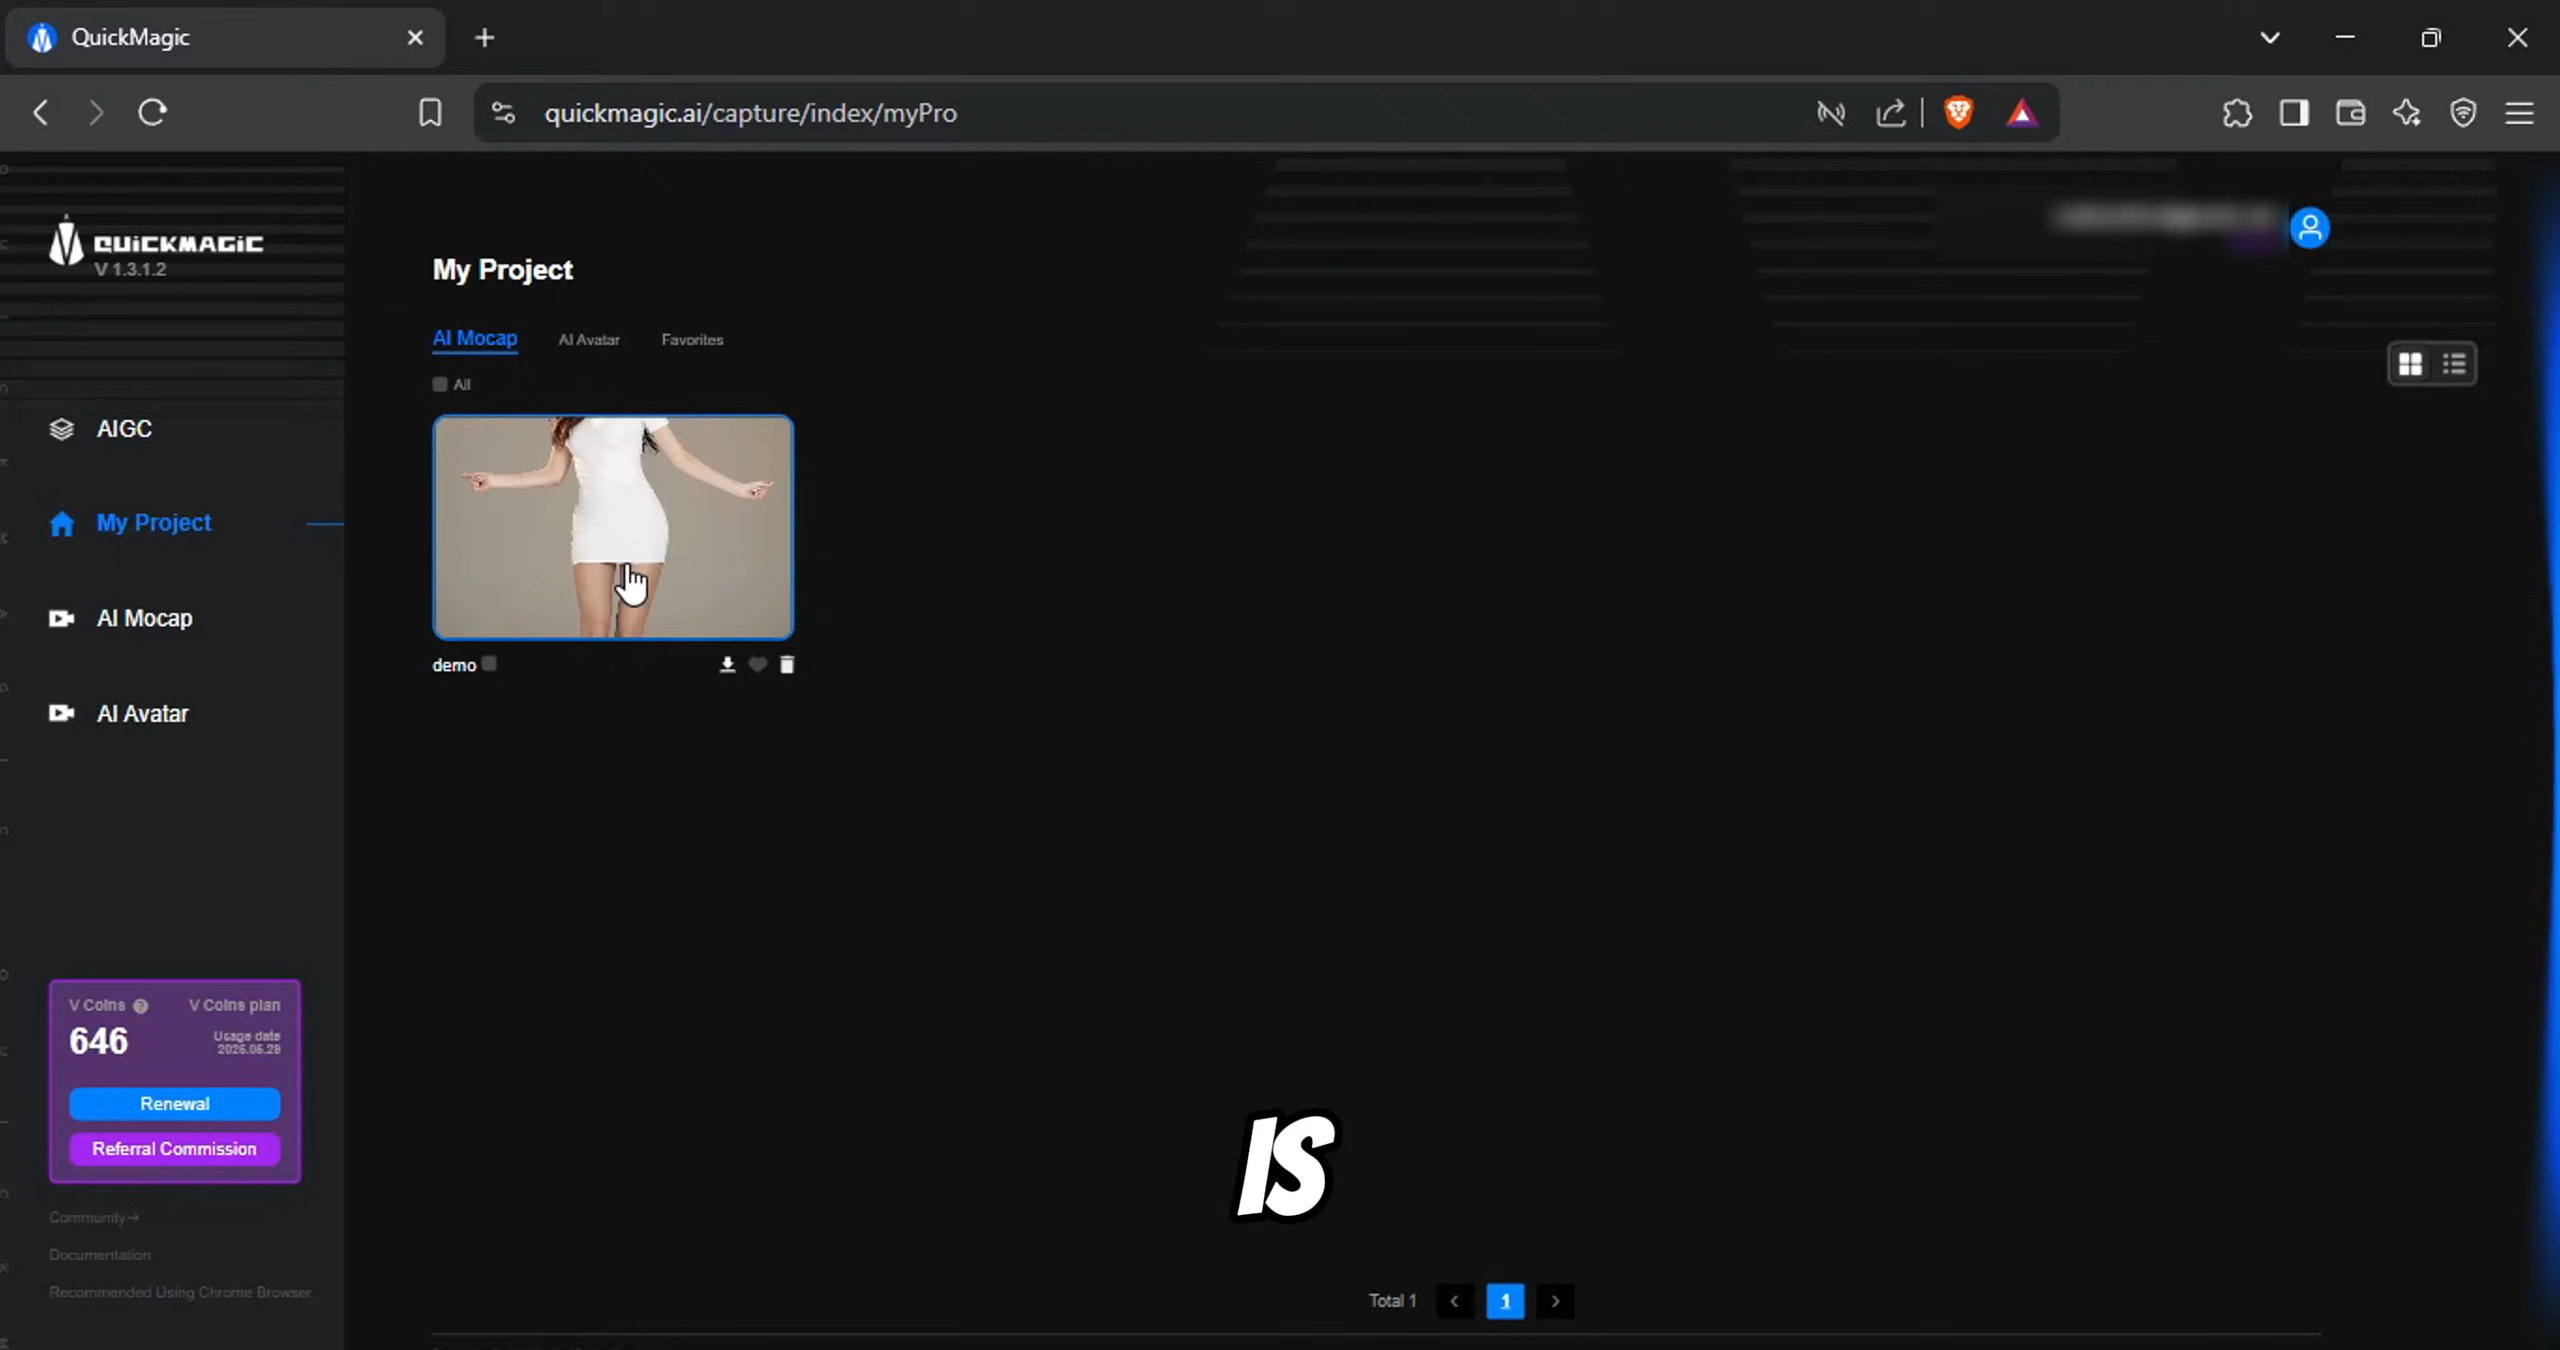 QuickMagic
quickmagic.ai/capture/index/myPro
QUICKMAGIC
V 1.3.1.2
My Project
AI Mocap
AI Avatar
Favorites
All
AIGC
My Project
AI Mocap
AI Avatar
demo
V Coins
V Coins plan
646
Usage date
Renewal
Referral Commission
IS
Community→
Documentation
Recommended Using Chrome Browser
Total 1
1